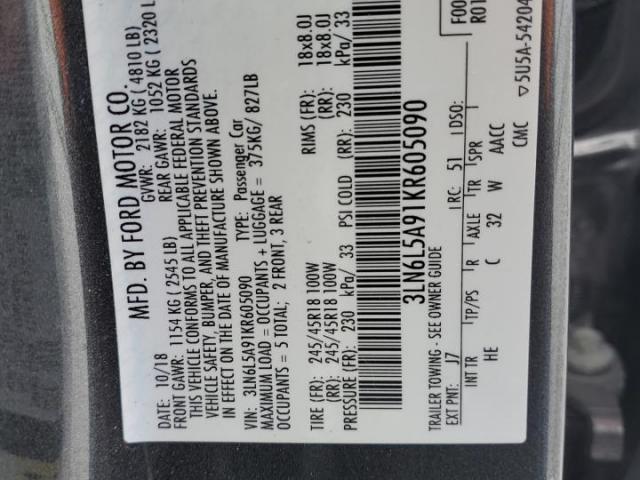 MFD. BY FORD MOTOR CO.
DATE: 10/18 GVWR: 2182 KG ( 4810 LB)
FRONT GAWR: 1154 KG (2545 LB) REAR GAWR: 1052 KG ( 2320 L
THIS VEHICLE CONFORMS TO ALL APPLICABLE FEDERAL MOTOR
VEHICLE SAFETY, BUMPER, AND THEFT PREVENTION STANDARDS
IN EFFECT ON THE DATE OF MANUFACTURE SHOWN ABOVE.
VIN: 3LN6L5A91KR605090 TYPE: Passenger Car
MAXIMUM LOAD = OCCUPANTS + LUGGAGE = 375KG/ 827LB
OCCUPANTS = 5 TOTAL; 2 FRONT, 3 REAR
TIRE (FR): 245/45R18 100W RIMS (FR): 18x8.0J
(RR): 245/45R18 100W (RR): 18x8.0J
PRESSURE (FR): 230 kPa/ 33 PSI COLD (RR): 230 kPa/ 33
3LN6L5A91KR605090
TRAILER TOWING - SEE OWNER GUIDE
EXT PNT: J7 RC: 51 DSO: F00
R01
INT TR TP/PS R AXLE TR SPR
HE C 32 W AACC
CMC ▽5U5A-54204